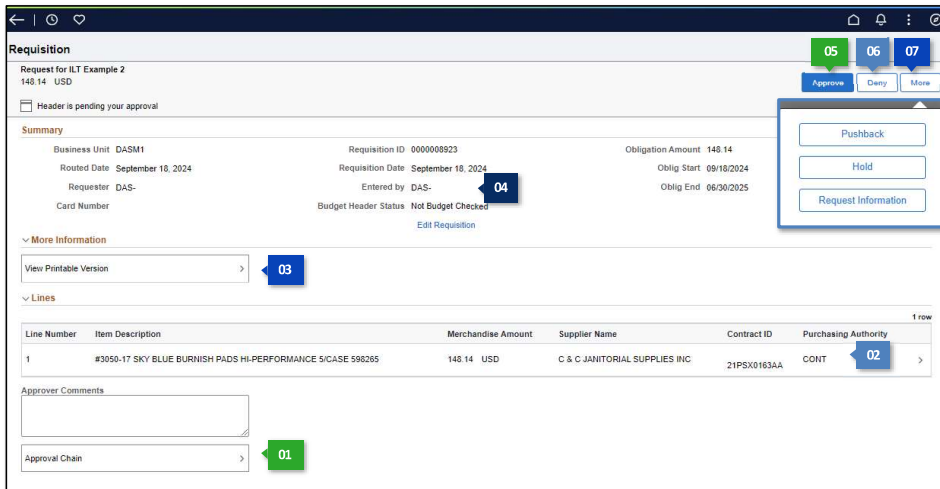 Requisition
05 06 07
Request for ILT Example 2
148.14 USD
Approve Deny More
Header is pending your approval
Pushback
Hold
Request Information
Summary
Business Unit DASM1 Requisition ID 0000008923 Obligation Amount 148.14
Routed Date September 18, 2024 Requisition Date September 18, 2024 Oblig Start 09/18/2024
Requester DAS- Entered by DAS- 04 Oblig End 06/30/2025
Card Number Budget Header Status Not Budget Checked
Edit Requisition
More Information
View Printable Version 03
Lines
1 row
Line Number Item Description Merchandise Amount Supplier Name Contract ID Purchasing Authority
1 #3050-17 SKY BLUE BURNISH PADS HI-PERFORMANCE 5/CASE 598265 148.14 USD C & C JANITORIAL SUPPLIES INC 21PSX0163AA CONT 02
Approver Comments
Approval Chain 01